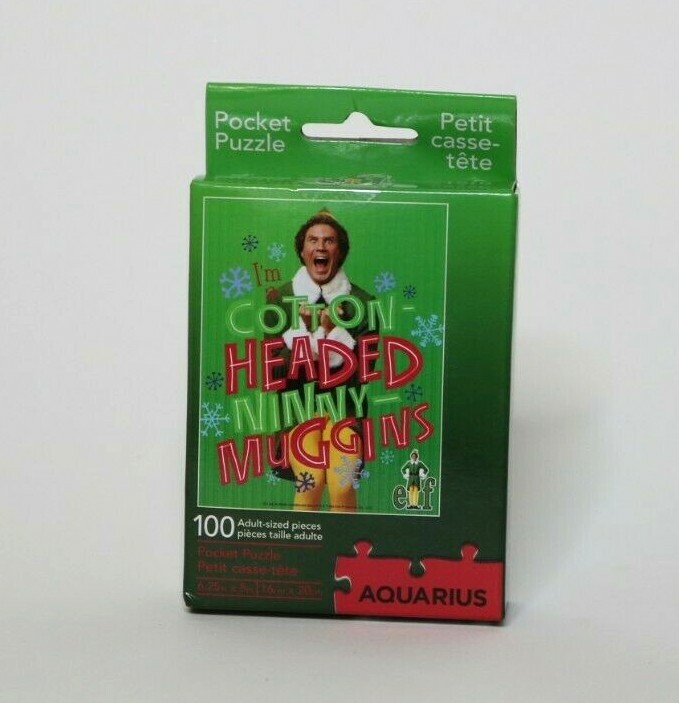 Pocket
Puzzle
Petit
casse-
tête
I'm
a
COTTON-
HEADED
NINNY-
MUGGINS
elf
100 Adult-sized pieces
pièces taille adulte
Pocket Puzzle
Petit casse-tête
AQUARIUS